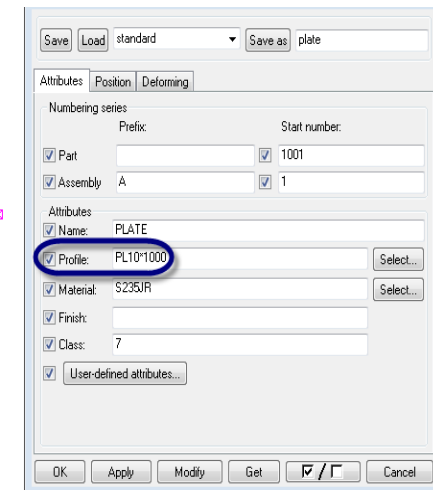 Save Load standard Save as plate
Attributes Position Deforming
Numbering series
Prefix: Start number:
Part 1001
Assembly A 1
Attributes
Name: PLATE
Profile: PL10*1000 Select...
Material: S235JR Select...
Finish:
Class: 7
User-defined attributes...
OK Apply Modify Get / Cancel